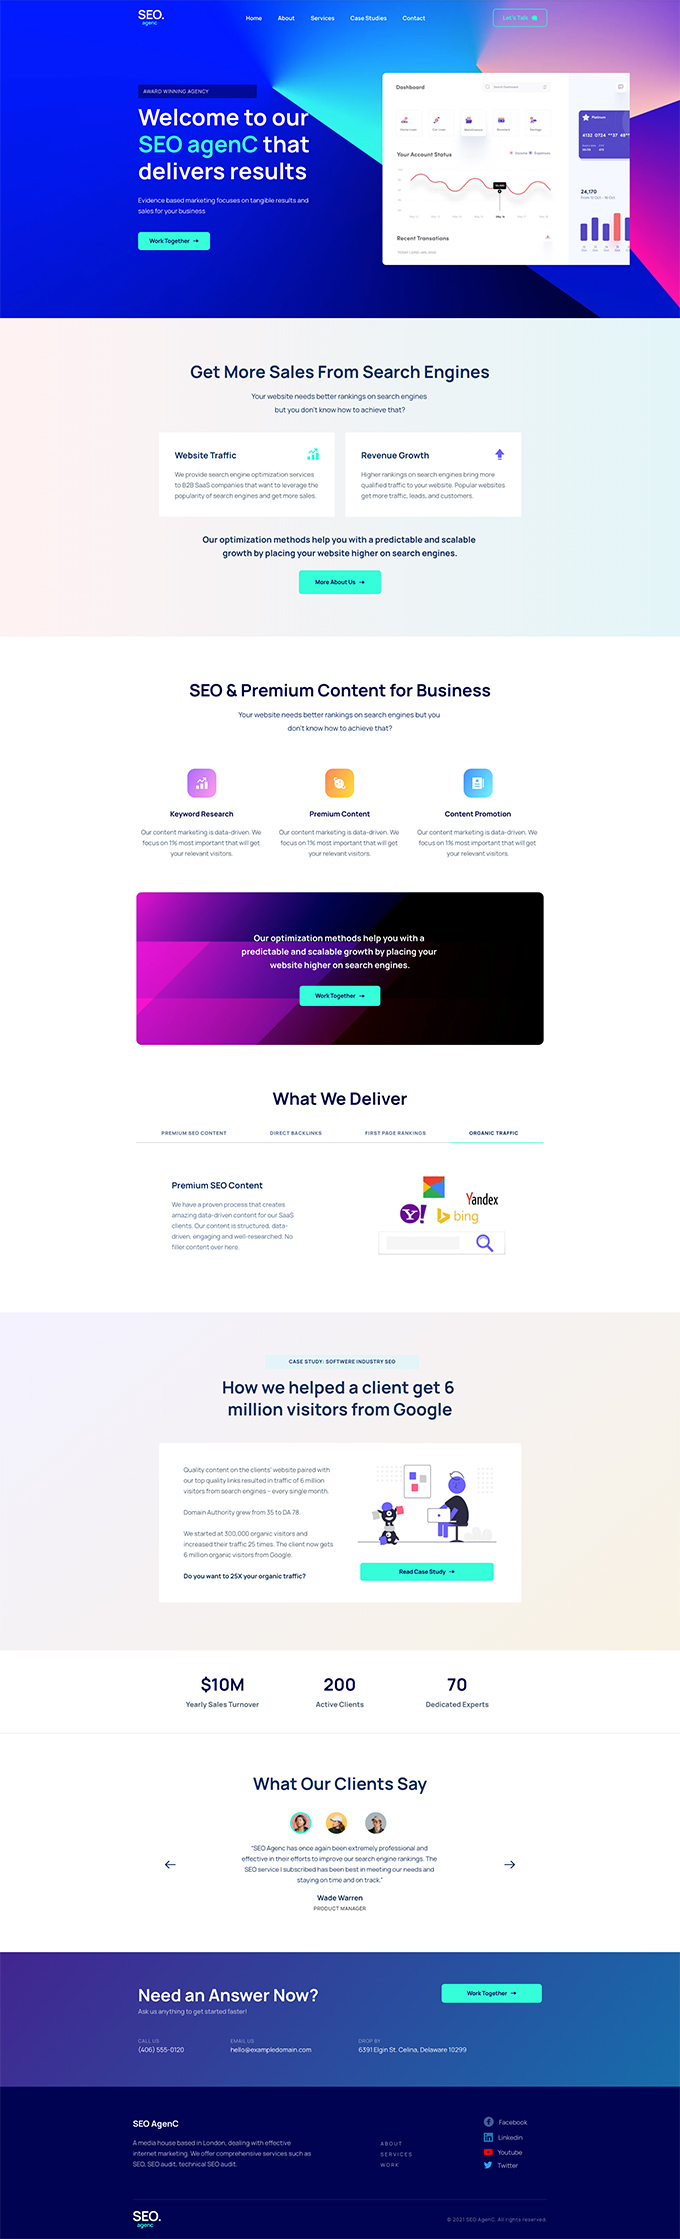 SEO.
agenc
Home About Services Case Studies Contact
Let's Talk
AWARD WINNING AGENCY
Welcome to our
SEO agenC that
delivers results
Evidence based marketing focuses on tangible results and
sales for your business
Work Together
Dashboard
Search Dashboard
Platinum
Your Account Status
Income Expenses
24,170
Recent Transations
Get More Sales From Search Engines
Your website needs better rankings on search engines
but you don't know how to achieve that?
Website Traffic
We provide search engine optimization services
to B2B SaaS companies that want to leverage the
popularity of search engines and get more sales.
Revenue Growth
Higher rankings on search engines bring more
qualified traffic to your website. Popular websites
get more traffic, leads, and customers.
Our optimization methods help you with a predictable and scalable
growth by placing your website higher on search engines.
More About Us
SEO & Premium Content for Business
Your website needs better rankings on search engines but you
don't know how to achieve that?
Keyword Research
Our content marketing is data-driven. We
focus on 1% most important that will get
your relevant visitors.
Premium Content
Our content marketing is data-driven. We
focus on 1% most important that will get
your relevant visitors.
Content Promotion
Our content marketing is data-driven. We
focus on 1% most important that will get
your relevant visitors.
Our optimization methods help you with a
predictable and scalable growth by placing your
website higher on search engines.
Work Together
What We Deliver
PREMIUM SEO CONTENT DIRECT BACKLINKS FIRST PAGE RANKINGS ORGANIC TRAFFIC
Premium SEO Content
We have a proven process that creates
amazing data-driven content for our SaaS
clients. Our content is structured, data-
driven, engaging and well-researched. No
filler content over here.
Yandex
Y!
bing
CASE STUDY: SOFTWERE INDUSTRY SEO
How we helped a client get 6
million visitors from Google
Quality content on the clients' website paired with
our top quality links resulted in traffic of 6 million
visitors from search engines – every single month.
Domain Authority grew from 35 to DA 78.
We started at 300,000 organic visitors and
increased their traffic 25 times. The client now gets
6 million organic visitors from Google.
Do you want to 25X your organic traffic?
Read Case Study
$10M
Yearly Sales Turnover
200
Active Clients
70
Dedicated Experts
What Our Clients Say
"SEO Agenc has once again been extremely professional and
effective in their efforts to improve our search engine rankings. The
SEO service I subscribed has been best in meeting our needs and
staying on time and on track."
Wade Warren
PRODUCT MANAGER
Need an Answer Now?
Ask us anything to get started faster!
Work Together
CALL US
(406) 555-0120
EMAIL US
hello@exampledomain.com
DROP BY
6391 Elgin St. Celina, Delaware 10299
SEO AgenC
A media house based in London, dealing with effective
internet marketing. We offer comprehensive services such as
SEO, SEO audit, technical SEO audit.
ABOUT
SERVICES
WORK
Facebook
Linkedin
Youtube
Twitter
SEO.
agenc
© 2021 SEO AgenC. All rights reserved.